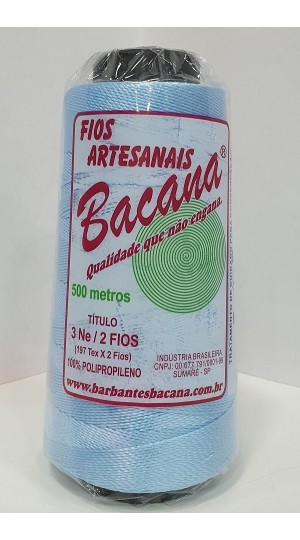 FIOS
ARTESANAIS
Bacana®
Qualidade que não engana.
500 metros
TÍTULO
3 Ne / 2 FIOS
(197 Tex X 2 Fios)
100% POLIPROPILENO
INDÚSTRIA BRASILEIRA
SUMARÉ - SP
www.barbantesbacana.com.br